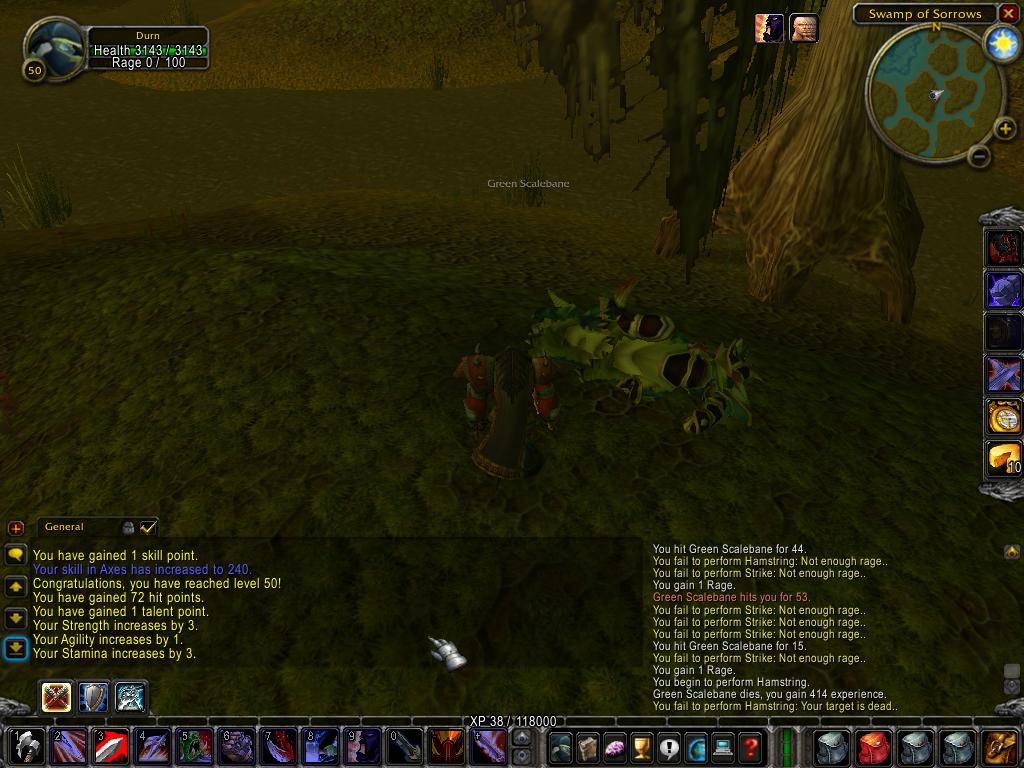 Durn
Health 3143 / 3143
Rage 0 / 100
50
Swamp of Sorrows
N
Green Scalebane
10
General
You have gained 1 skill point.
Your skill in Axes has increased to 240.
Congratulations, you have reached level 50!
You have gained 72 hit points.
You have gained 1 talent point.
Your Strength increases by 3.
Your Agility increases by 1.
Your Stamina increases by 3.
You hit Green Scalebane for 44.
You fail to perform Hamstring: Not enough rage..
You fail to perform Strike: Not enough rage..
You gain 1 Rage.
Green Scalebane hits you for 53.
You fail to perform Strike: Not enough rage..
You fail to perform Strike: Not enough rage..
You fail to perform Strike: Not enough rage..
You hit Green Scalebane for 15.
You fail to perform Strike: Not enough rage..
You gain 1 Rage.
You begin to perform Hamstring.
Green Scalebane dies, you gain 414 experience.
You fail to perform Hamstring: Your target is dead..
XP 38 / 118000
1 2 3 4 5 6 7 8 9 0 - +